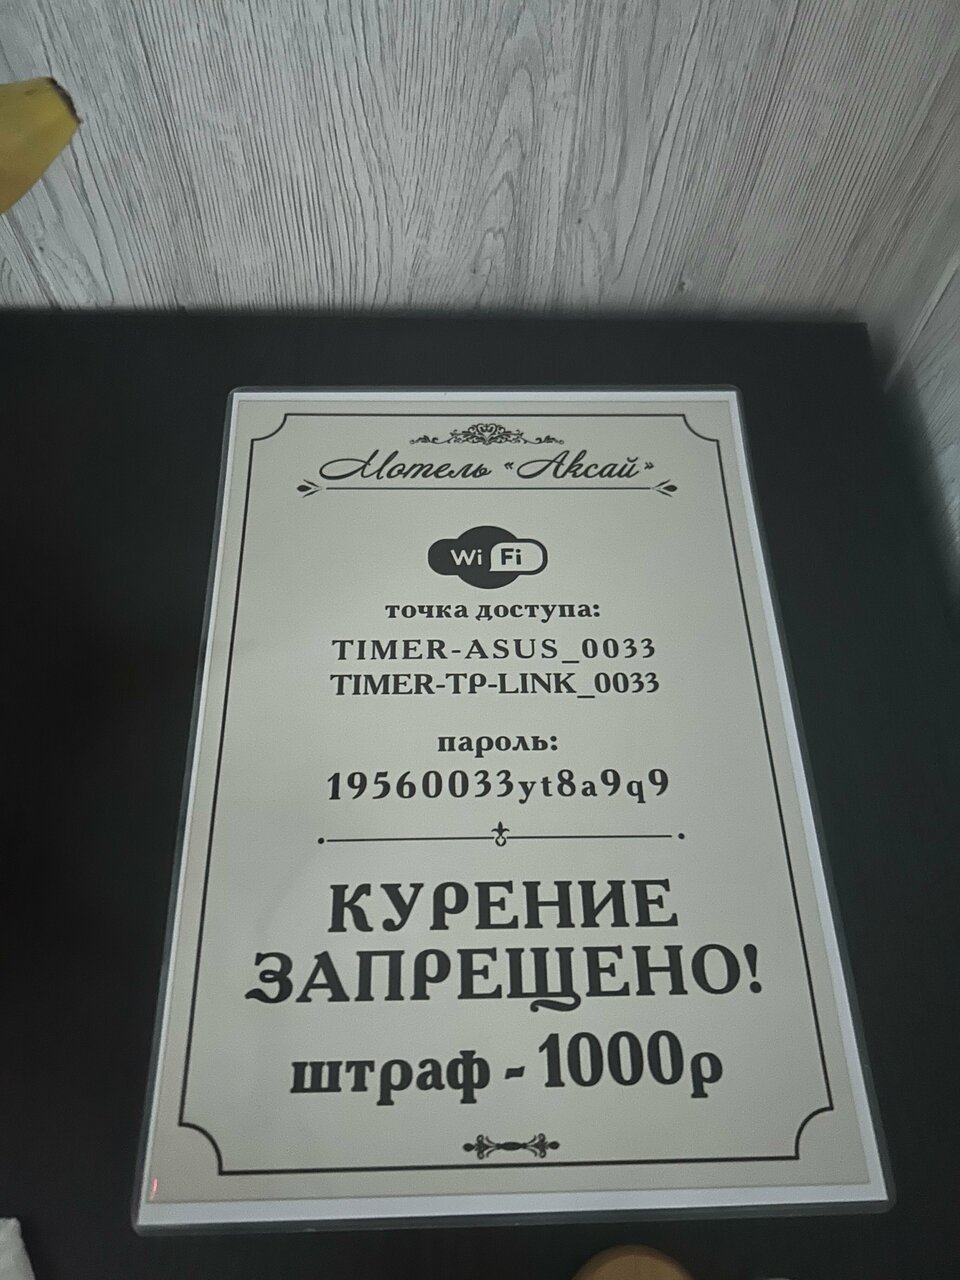 Мотель «Аксай»
Wi Fi
точка доступа:
TIMER-ASUS_0033
TIMER-TP-LINK_0033
пароль:
19560033yt8a9q9
КУРЕНИЕ
ЗАПРЕЩЕНО!
штраф - 1000р